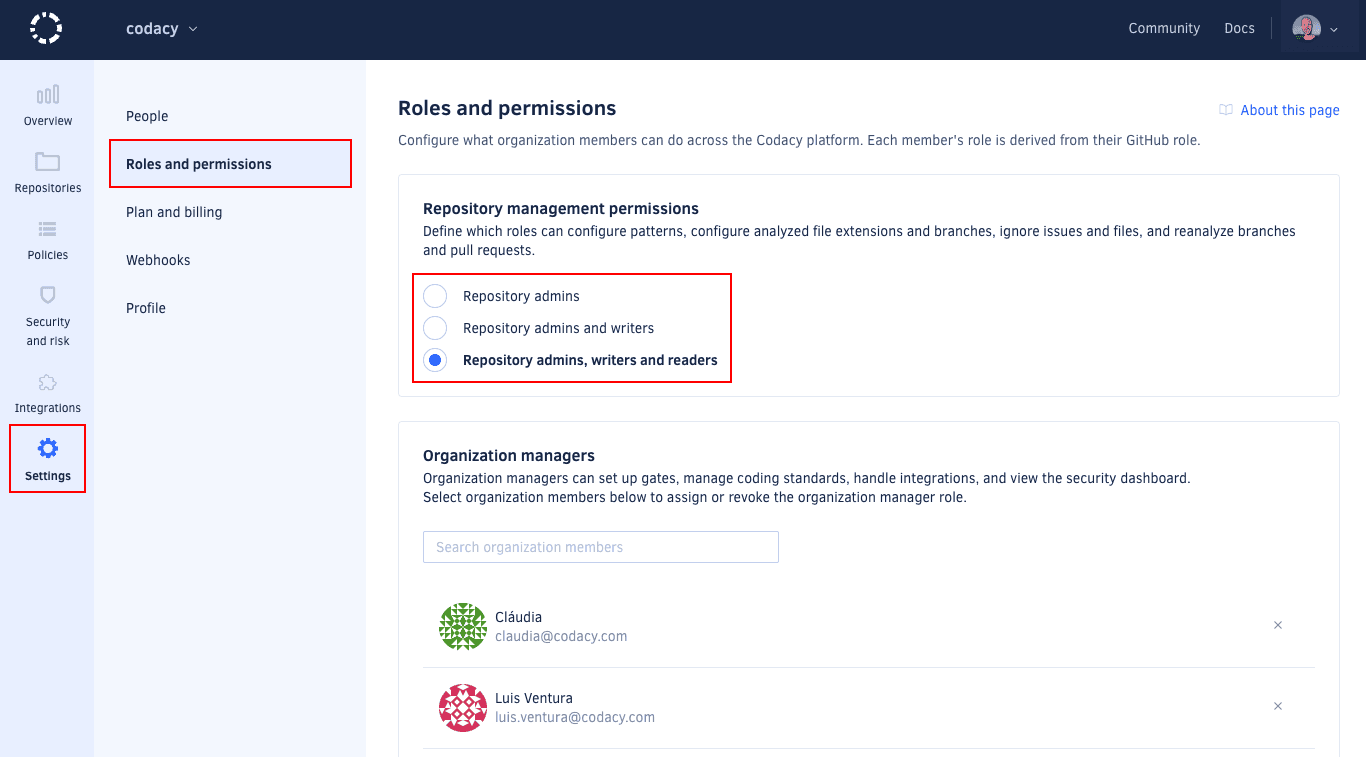 codacy
Community
Docs
Overview
Repositories
Policies
Security
and risk
Integrations
Settings
People
Roles and permissions
Plan and billing
Webhooks
Profile
Roles and permissions
About this page
Configure what organization members can do across the Codacy platform. Each member's role is derived from their GitHub role.
Repository management permissions
Define which roles can configure patterns, configure analyzed file extensions and branches, ignore issues and files, and reanalyze branches
and pull requests.
Repository admins
Repository admins and writers
Repository admins, writers and readers
Organization managers
Organization managers can set up gates, manage coding standards, handle integrations, and view the security dashboard.
Select organization members below to assign or revoke the organization manager role.
Search organization members
Cláudia
claudia@codacy.com
Luis Ventura
luis.ventura@codacy.com